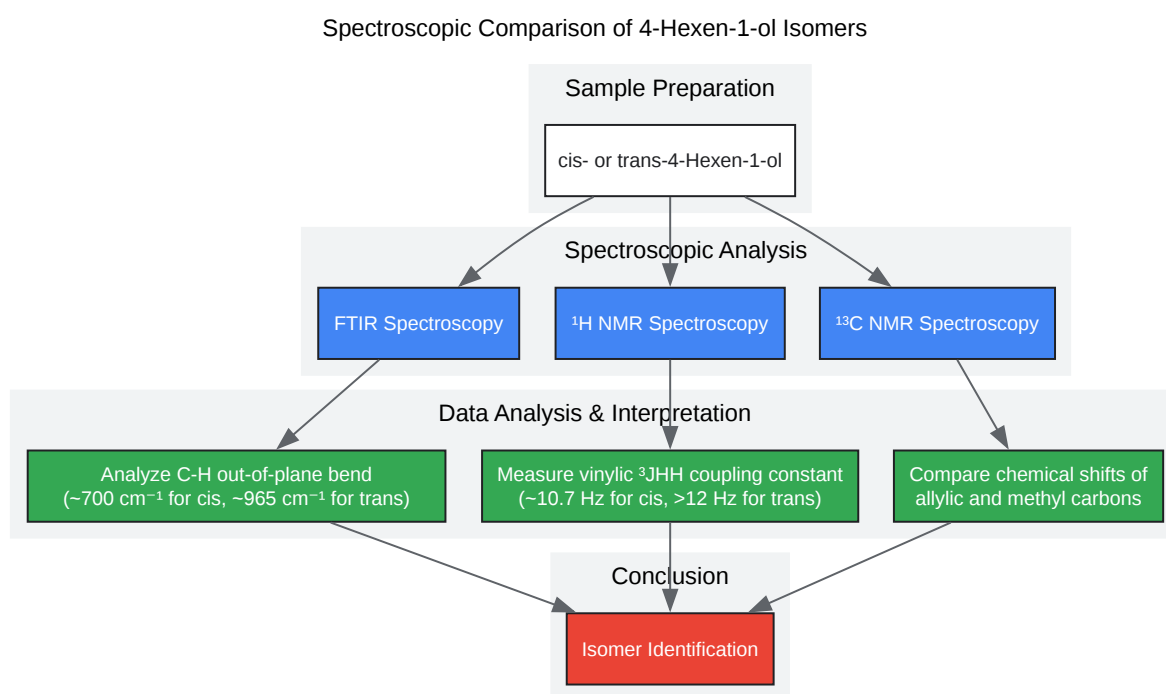 Spectroscopic Comparison of 4-Hexen-1-ol Isomers
Sample Preparation
cis- or trans-4-Hexen-1-ol
Spectroscopic Analysis
FTIR Spectroscopy
¹H NMR Spectroscopy
¹³C NMR Spectroscopy
Data Analysis & Interpretation
Analyze C-H out-of-plane bend
(~700 cm⁻¹ for cis, ~965 cm⁻¹ for trans)
Measure vinylic ³JHH coupling constant
(~10.7 Hz for cis, >12 Hz for trans)
Compare chemical shifts of
allylic and methyl carbons
Conclusion
Isomer Identification